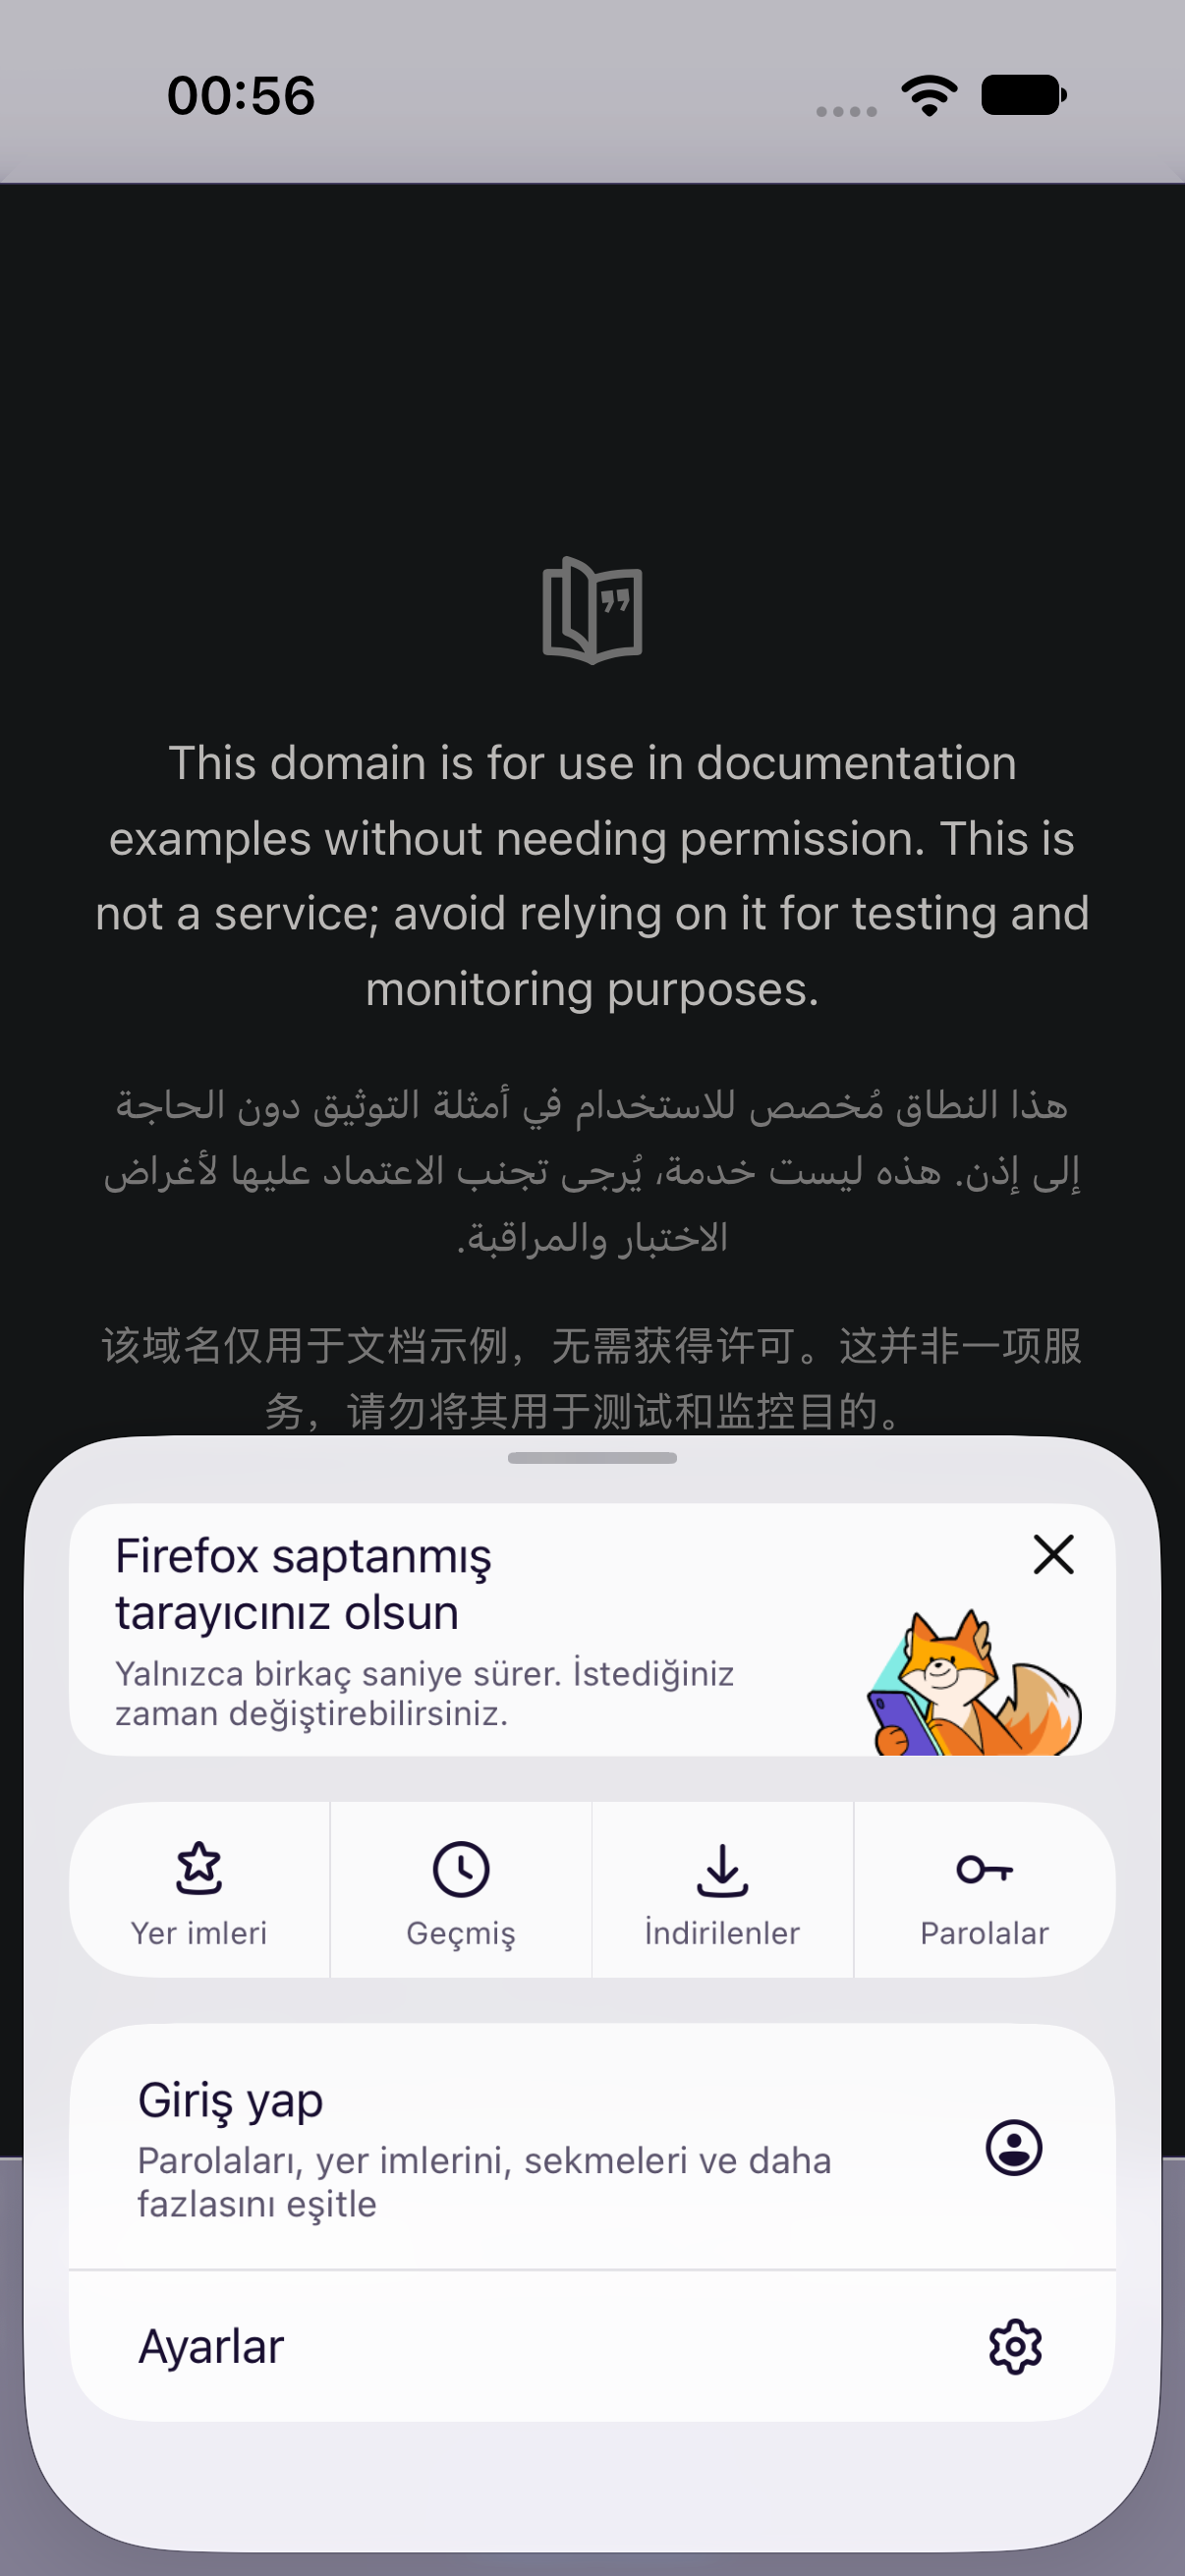 00:56
This domain is for use in documentation
examples without needing permission. This is
not a service; avoid relying on it for testing and
monitoring purposes.
هذا النطاق مُخصص للاستخدام في أمثلة التوثيق دون الحاجة
إلى إذن. هذه ليست خدمة، يُرجى تجنب الاعتماد عليها لأغراض
الاختبار والمراقبة.
该域名仅用于文档示例，无需获得许可。这并非一项服
务，请勿将其用于测试和监控目的。
Firefox saptanmış
tarayıcınız olsun
Yalnızca birkaç saniye sürer. İstediğiniz
zaman değiştirebilirsiniz.
Yer imleri
Geçmiş
İndirilenler
Parolalar
Giriş yap
Parolaları, yer imlerini, sekmeleri ve daha
fazlasını eşitle
Ayarlar